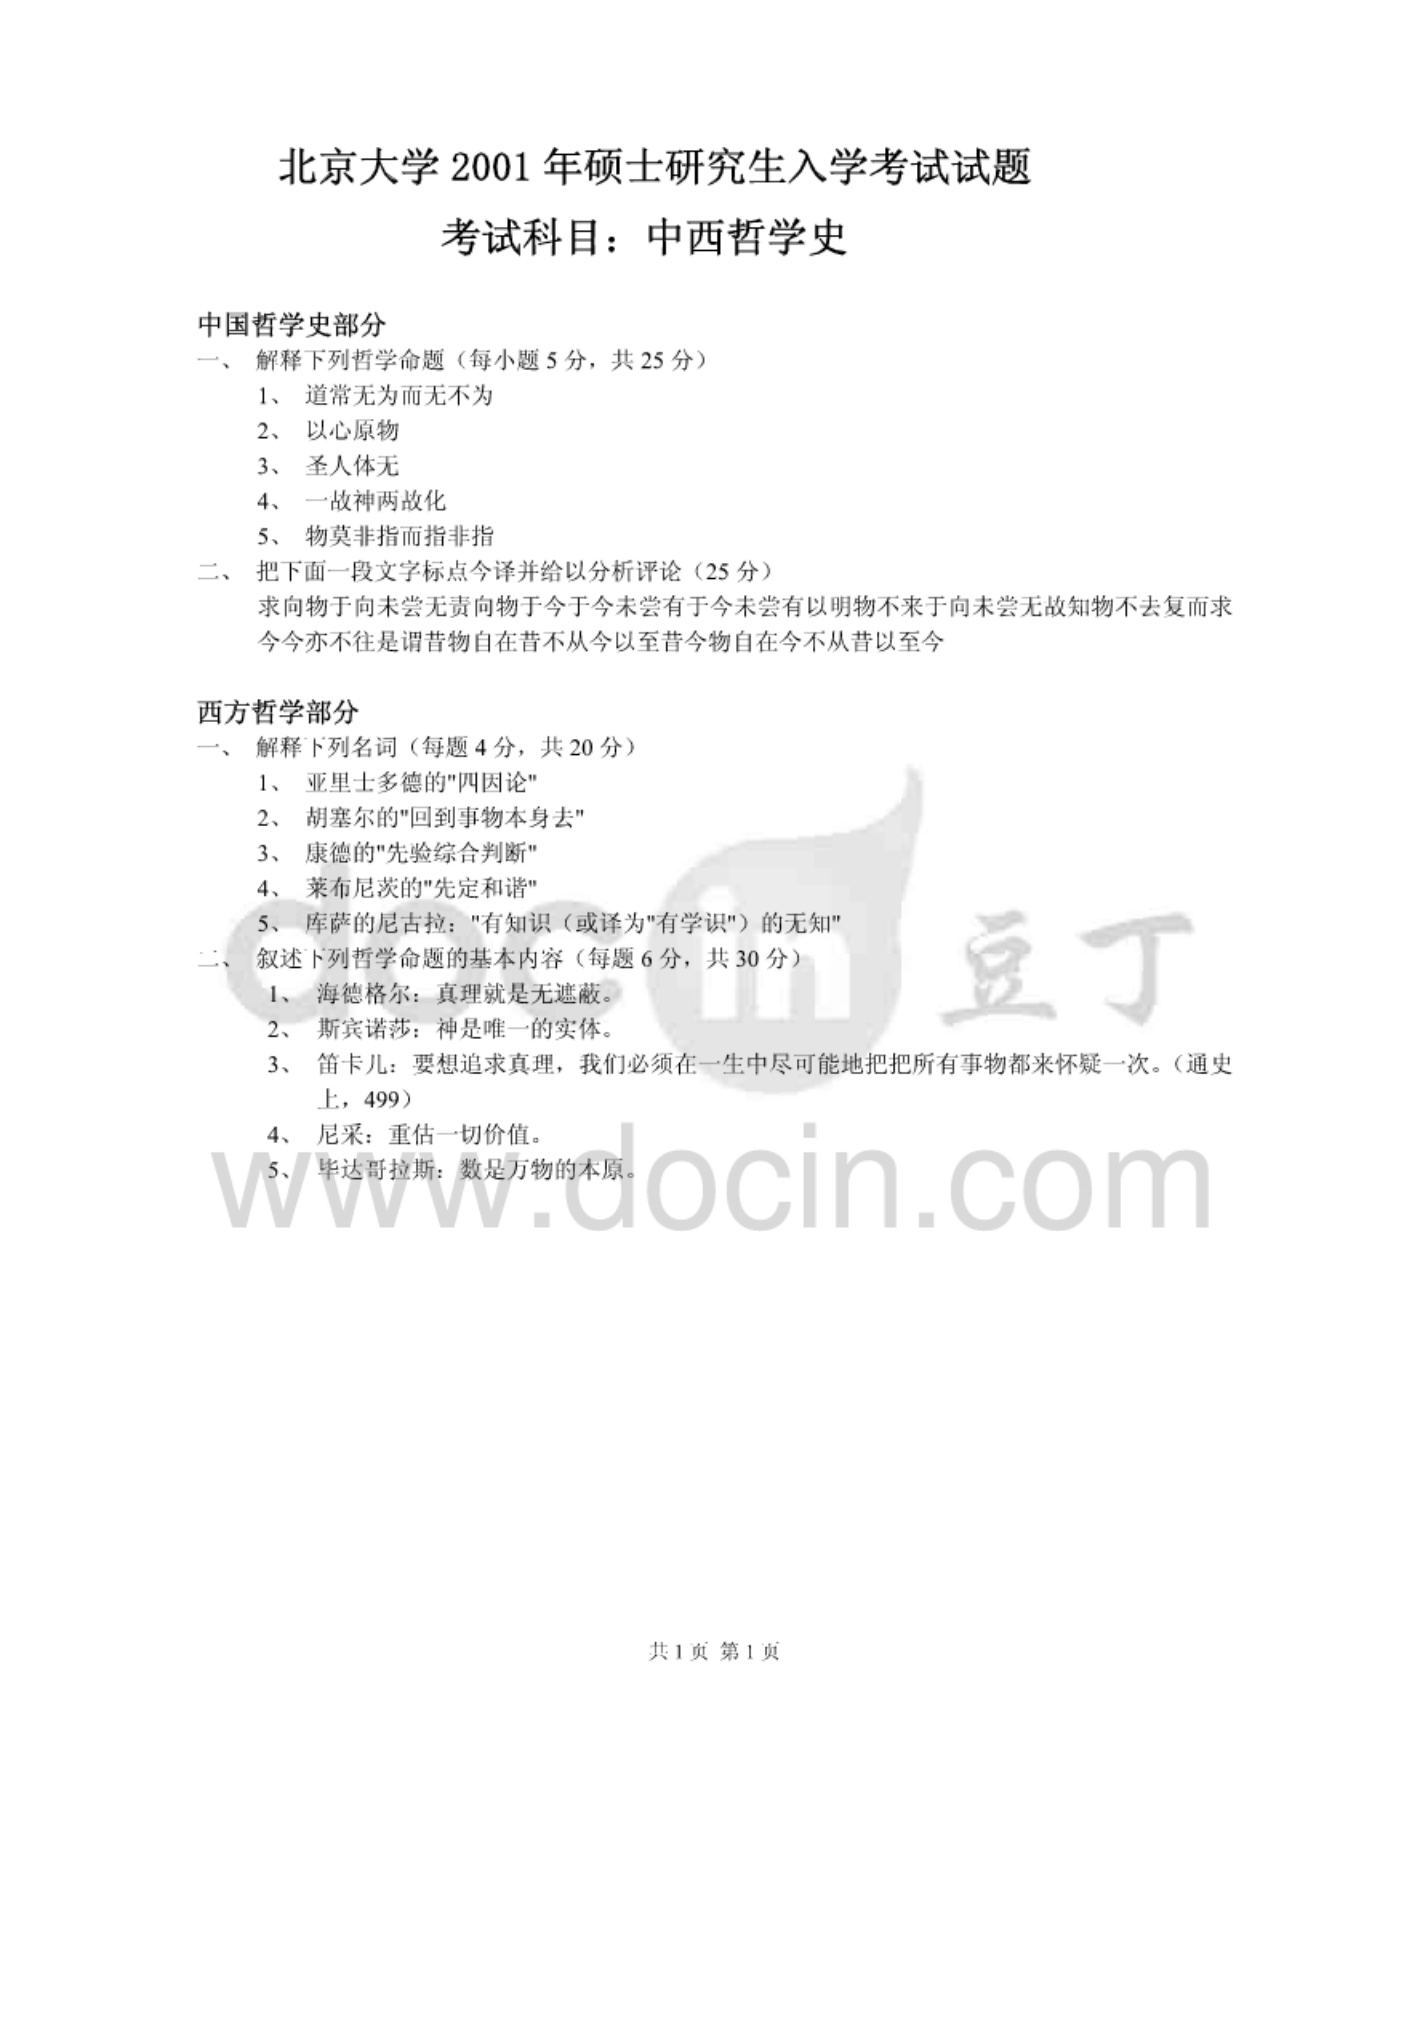 北京大学 2001 年硕士研究生入学考试试题
考试科目：中西哲学史
中国哲学史部分
一、 解释下列哲学命题（每小题 5 分，共 25 分）
1、 道常无为而无不为
2、 以心原物
3、 圣人体无
4、 一故神两故化
5、 物莫非指而指非指
二、 把下面一段文字标点今译并给以分析评论（25 分）
求向物于向未尝无责向物于今于今未尝有于今未尝有以明物不来于向未尝无故知物不去复而求
今今亦不往是谓昔物自在昔不从今以至昔今物自在今不从昔以至今
西方哲学部分
一、 解释下列名词（每题 4 分，共 20 分）
1、 亚里士多德的"四因论"
2、 胡塞尔的"回到事物本身去"
3、 康德的"先验综合判断"
4、 莱布尼茨的"先定和谐"
5、 库萨的尼古拉："有知识（或译为"有学识"）的无知"
二、 叙述下列哲学命题的基本内容（每题 6 分，共 30 分）
1、 海德格尔：真理就是无遮蔽。
2、 斯宾诺莎：神是唯一的实体。
3、 笛卡儿：要想追求真理，我们必须在一生中尽可能地把把所有事物都来怀疑一次。（通史
上，499）
4、 尼采：重估一切价值。
5、 毕达哥拉斯：数是万物的本原。
docin 豆丁
www.docin.com
共 1 页 第 1 页